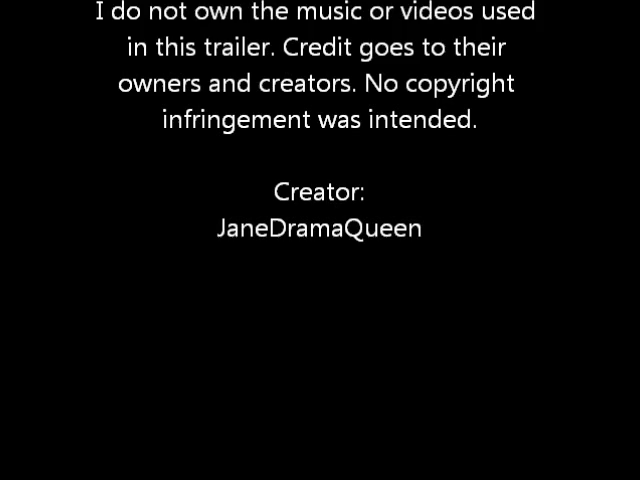 I do not own the music or videos used
in this trailer. Credit goes to their
owners and creators. No copyright
infringement was intended.
Creator:
JaneDramaQueen